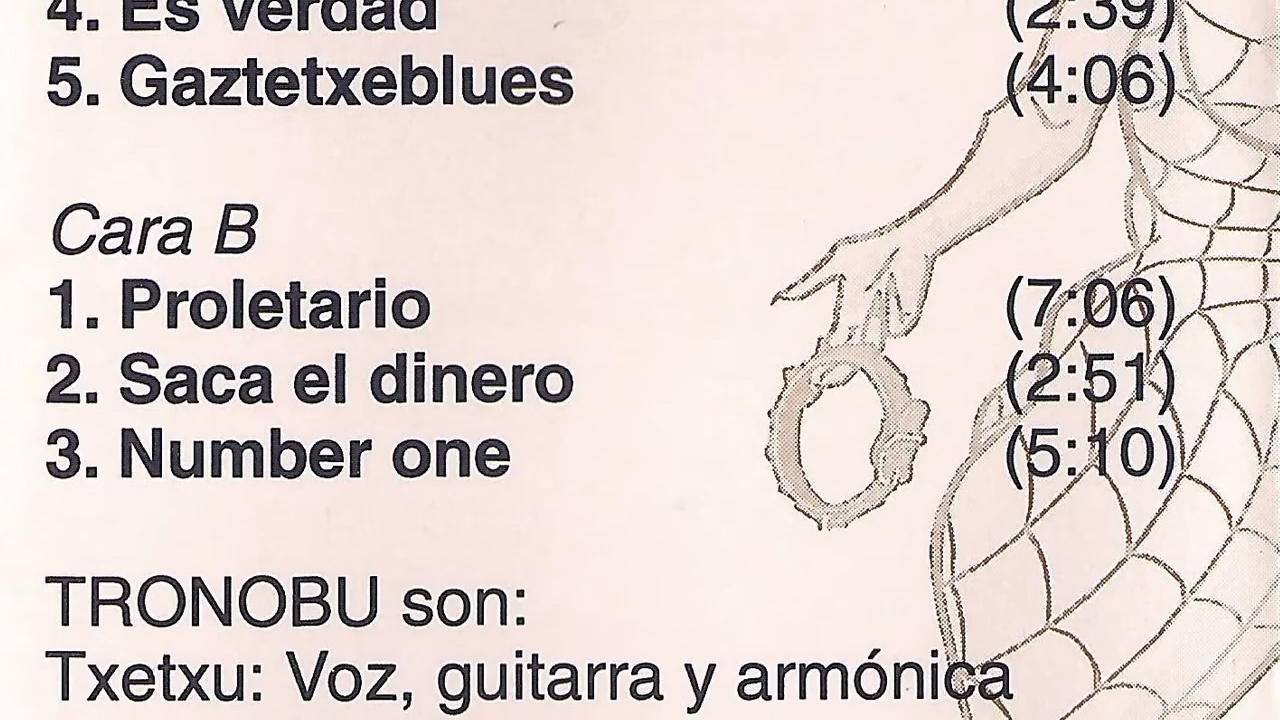 4. Es verdad (2:39)
5. Gaztetxeblues (4:06)
Cara B
1. Proletario (7:06)
2. Saca el dinero (2:51)
3. Number one (5:10)
TRONOBU son:
Txetxu: Voz, guitarra y armónica